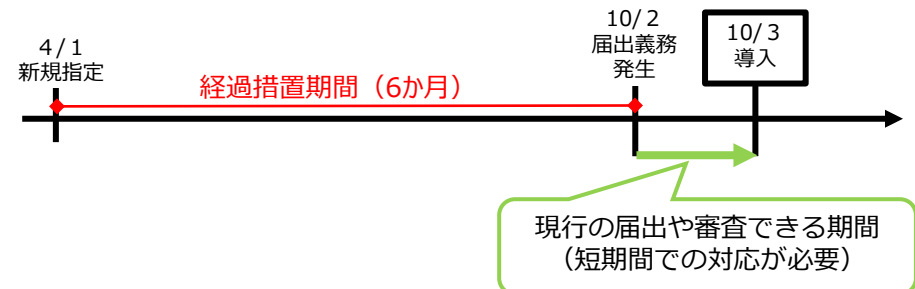 4/1
新規指定
経過措置期間（6か月）
10/2
届出義務
発生
10/3
導入
現行の届出や審査できる期間
（短期間での対応が必要）